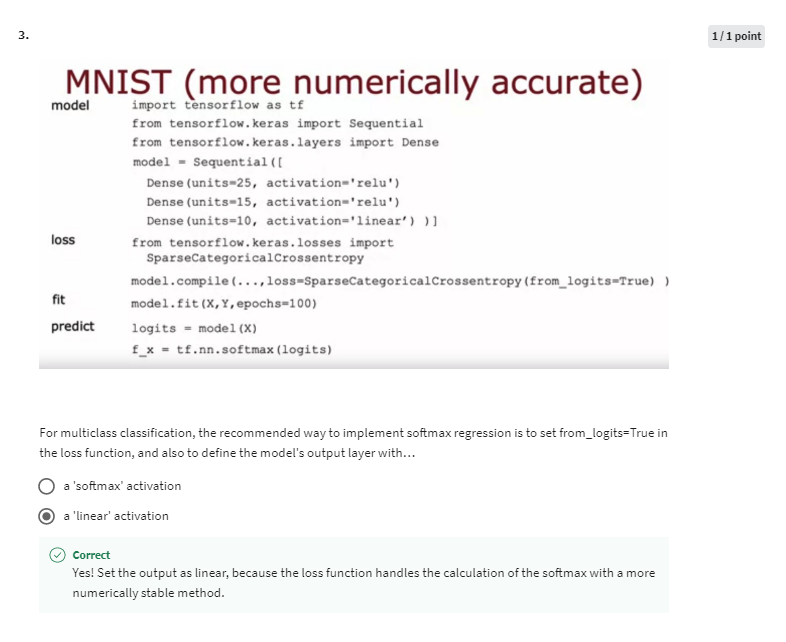 3.
1 / 1 point
MNIST (more numerically accurate)
model import tensorflow as tf
from tensorflow.keras import Sequential
from tensorflow.keras.layers import Dense
model = Sequential([
Dense(units=25, activation='relu')
Dense(units=15, activation='relu')
Dense(units=10, activation='linear') )]
loss from tensorflow.keras.losses import
SparseCategoricalCrossentropy
model.compile(...,loss=SparseCategoricalCrossentropy(from_logits=True) )
fit model.fit(X,Y,epochs=100)
predict logits = model(X)
f_x = tf.nn.softmax(logits)
For multiclass classification, the recommended way to implement softmax regression is to set from_logits=True in
the loss function, and also to define the model's output layer with…
a 'softmax' activation
a 'linear' activation
Correct
Yes! Set the output as linear, because the loss function handles the calculation of the softmax with a more
numerically stable method.